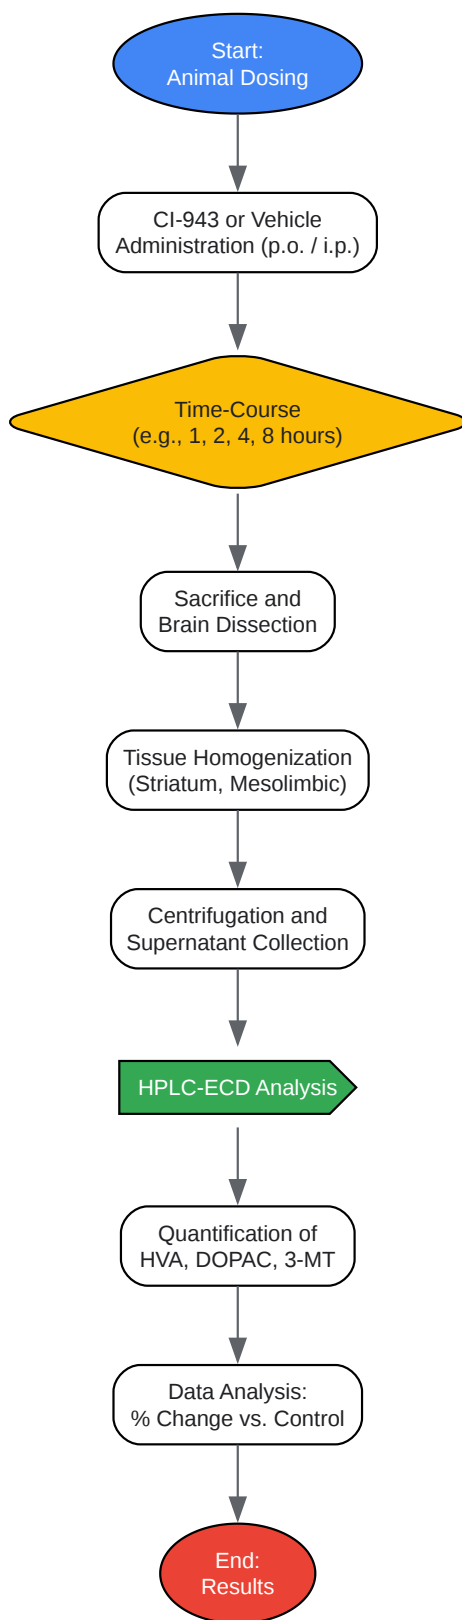 Start:
Animal Dosing
CI-943 or Vehicle
Administration (p.o. / i.p.)
Time-Course
(e.g., 1, 2, 4, 8 hours)
Sacrifice and
Brain Dissection
Tissue Homogenization
(Striatum, Mesolimbic)
Centrifugation and
Supernatant Collection
HPLC-ECD Analysis
Quantification of
HVA, DOPAC, 3-MT
Data Analysis:
% Change vs. Control
End:
Results